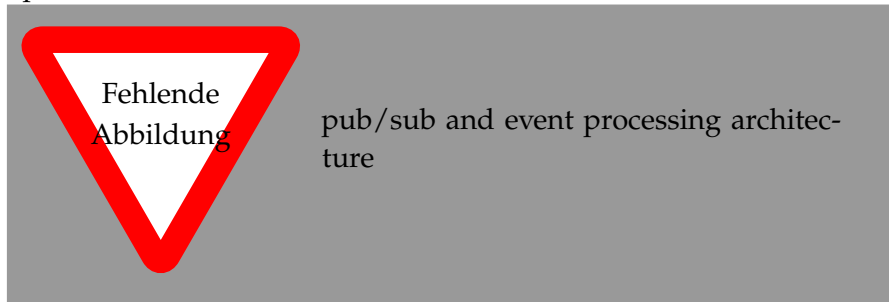 Fehlende
Abbildung
pub/sub and event processing architec-
ture